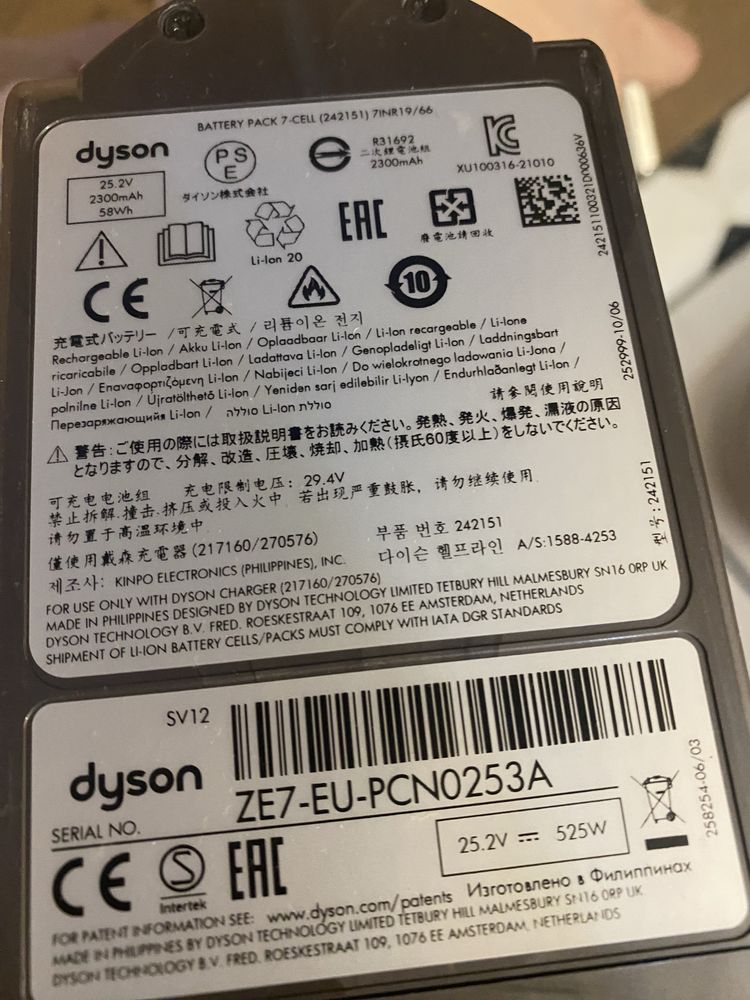 BATTERY PACK 7-CELL (242151) 7INR19/66
dyson
25.2V
2300mAh
58Wh
PS
E
ダイソン株式会社
R31692
二次鋰電池組
2300mAh
XU100316-21010
Li-Ion 20
EAC
廢電池請回收
242151100321D000636V
CE
10
充電式バッテリー / 可充電式 / 리튬이온 전지
Rechargeable Li-Ion / Akku Li-Ion / Oplaadbaar Li-Ion / Li-Ion recargeable / Li-Ione
ricaricabile / Oppladbart Li-Ion / Ladattava Li-Ion / Genopladeligt Li-Ion / Laddningsbart
Li-Jon / Επαναφορτιζόμενη Li-Ion / Nabijeci Li-Ion / Do wielokrotnego ladowania Li-Jona /
polnilne Li-Ion / Újratölthető Li-Ion / Yeniden sarj edilebilir Li-Iyon / Endurhlaðanlegt Li-Ion /
Перезаряжающийя Li-Ion / סוללת Li-Ion סוללה
請參閱使用說明
252999-10/06
警告: ご使用の際には取扱説明書をお読みください。発熱、発火、爆発、漏液の原因
となりますので、分解、改造、圧壊、焼却、加熱(摂氏60度以上)をしないでください。
可充电电池组 充电限制电压: 29.4V
禁止拆解.撞击.挤压或投入火中 若出现严重鼓胀，请勿继续使用
请勿置于高温环境中
僅使用戴森充電器 (217160/270576)
부품 번호 242151
제조사: KINPO ELECTRONICS (PHILIPPINES), INC.
다이슨 헬프라인 A/S:1588-4253
型号: 242151
FOR USE ONLY WITH DYSON CHARGER (217160/270576)
MADE IN PHILIPPINES DESIGNED BY DYSON TECHNOLOGY LIMITED TETBURY HILL MALMESBURY SN16 0RP UK
DYSON TECHNOLOGY B.V. FRED. ROESKESTRAAT 109, 1076 EE AMSTERDAM, NETHERLANDS
SHIPMENT OF LI-ION BATTERY CELLS/PACKS MUST COMPLY WITH IATA DGR STANDARDS
SV12
dyson
ZE7-EU-PCN0253A
SERIAL NO.
CE
S
Intertek
EAC
25.2V 525W
258254-06/03
FOR PATENT INFORMATION SEE: www.dyson.com/patents Изготовлено в Филиппинах
MADE IN PHILIPPINES BY DYSON TECHNOLOGY LIMITED TETBURY HILL MALMESBURY SN16 0RP UK
DYSON TECHNOLOGY B.V. FRED. ROESKESTRAAT 109, 1076 EE AMSTERDAM, NETHERLANDS